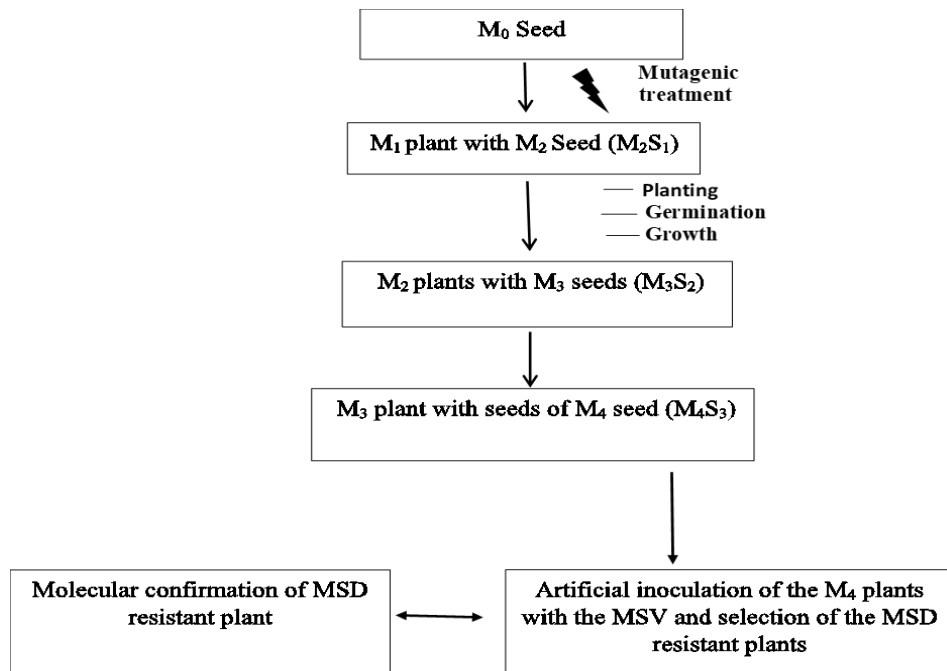 M₀ Seed
Mutagenic
treatment
M₁ plant with M₂ Seed (M₂S₁)
Planting
Germination
Growth
M₂ plants with M₃ seeds (M₃S₂)
M₃ plant with seeds of M₄ seed (M₄S₃)
Molecular confirmation of MSD
resistant plant
Artificial inoculation of the M₄ plants
with the MSV and selection of the MSD
resistant plants